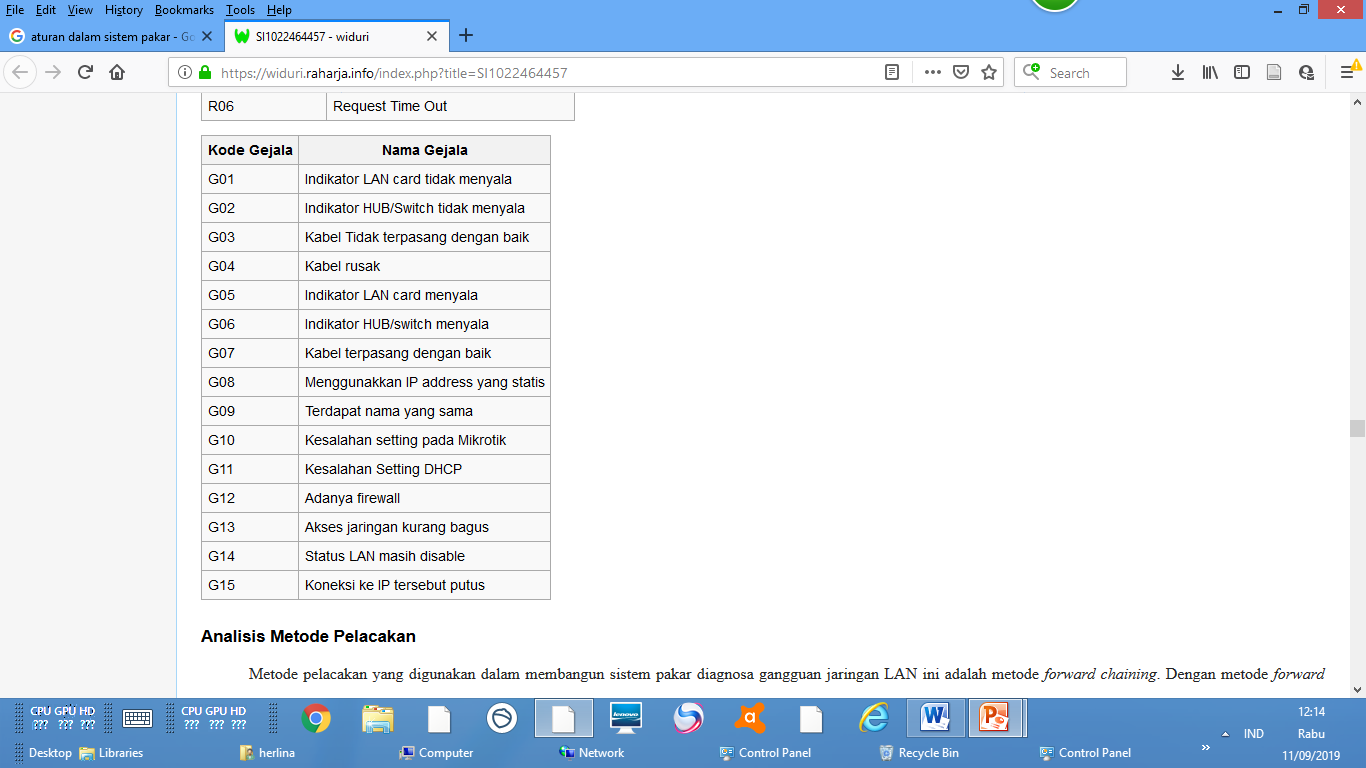 File Edit View History Bookmarks Tools Help
aturan dalam sistem pakar - Go
SI1022464457 - widuri
https://widuri.raharja.info/index.php?title=SI1022464457
Search
R06 Request Time Out
Kode Gejala Nama Gejala
G01 Indikator LAN card tidak menyala
G02 Indikator HUB/Switch tidak menyala
G03 Kabel Tidak terpasang dengan baik
G04 Kabel rusak
G05 Indikator LAN card menyala
G06 Indikator HUB/switch menyala
G07 Kabel terpasang dengan baik
G08 Menggunakkan IP address yang statis
G09 Terdapat nama yang sama
G10 Kesalahan setting pada Mikrotik
G11 Kesalahan Setting DHCP
G12 Adanya firewall
G13 Akses jaringan kurang bagus
G14 Status LAN masih disable
G15 Koneksi ke IP tersebut putus
Analisis Metode Pelacakan
Metode pelacakan yang digunakan dalam membangun sistem pakar diagnosa gangguan jaringan LAN ini adalah metode forward chaining. Dengan metode forward
CPU GPU HD
??? ??? ???
CPU GPU HD
??? ??? ???
lenovo
12:14
IND Rabu
11/09/2019
Desktop Libraries herlina Computer Network Control Panel Recycle Bin Control Panel